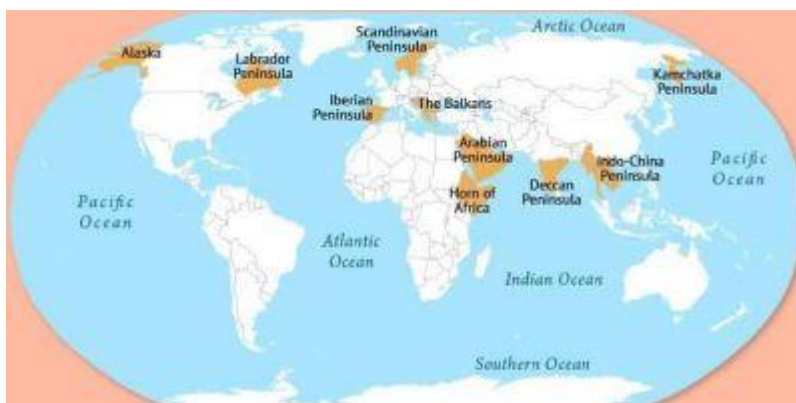 Arctic Ocean
Scandinavian
Peninsula
Alaska
Labrador
Peninsula
Kamchatka
Peninsula
Iberian
Peninsula
The Balkans
Arabian
Peninsula
Indo-China
Peninsula
Pacific
Ocean
Horn of
Africa
Deccan
Peninsula
Pacific
Ocean
Atlantic
Ocean
Indian Ocean
Southern Ocean